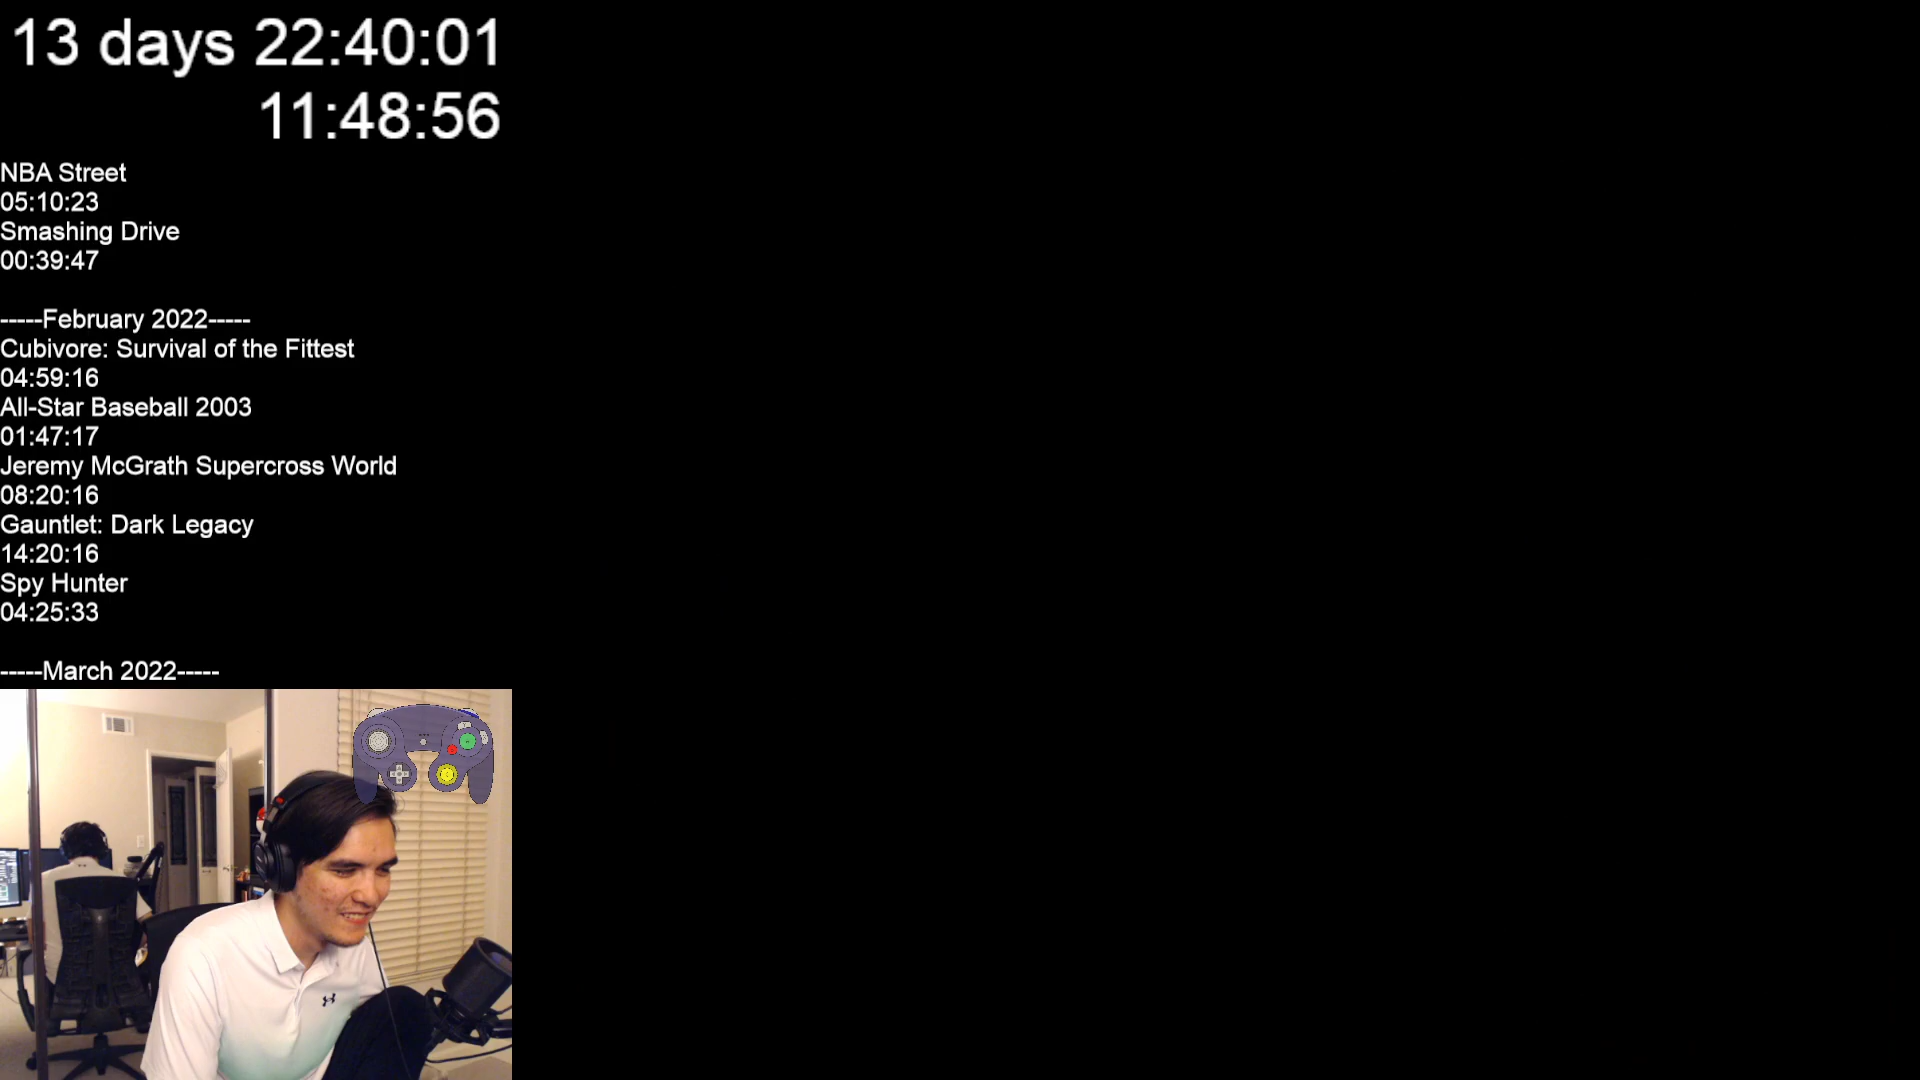 13 days 22:40:01
11:48:56
NBA Street
05:10:23
Smashing Drive
00:39:47
-----February 2022-----
Cubivore: Survival of the Fittest
04:59:16
All-Star Baseball 2003
01:47:17
Jeremy McGrath Supercross World
08:20:16
Gauntlet: Dark Legacy
14:20:16
Spy Hunter
04:25:33
-----March 2022-----